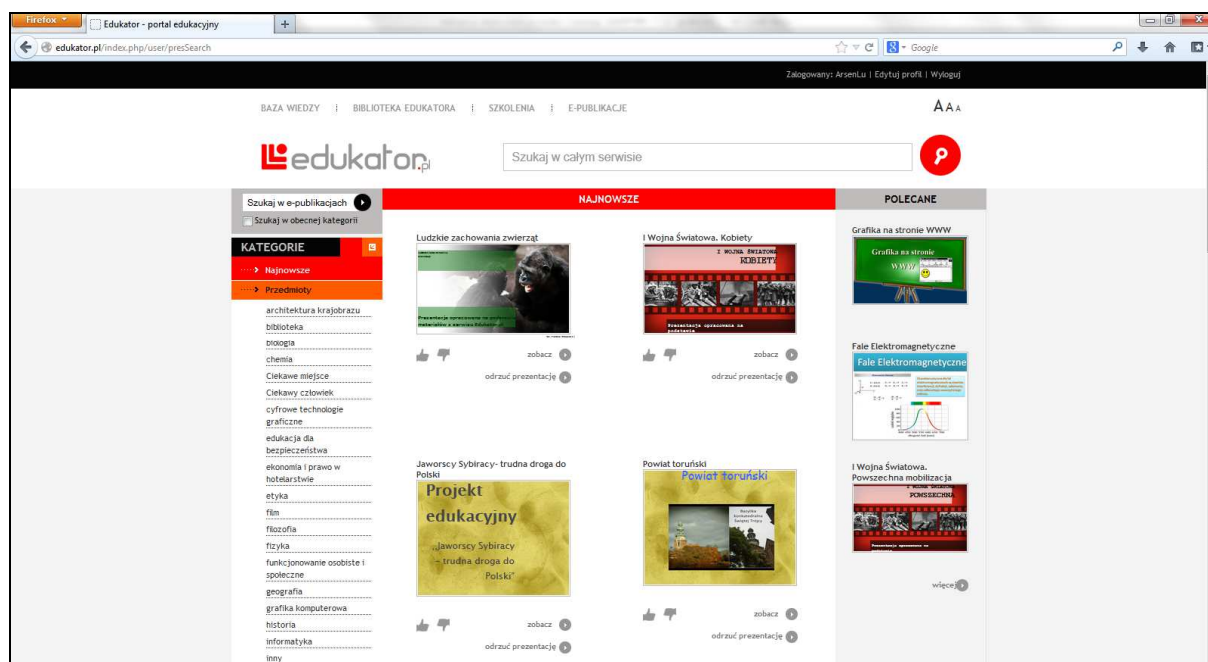 Firefox
Edukator - portal edukacyjny
edukator.pl/index.php/user/presSearch
Google
Zalogowany: ArsenLu | Edytuj profil | Wyloguj
BAZA WIEDZY
BIBLIOTEKA EDUKATORA
SZKOLENIA
E-PUBLIKACJE
A A A
edukator.pl
Szukaj w całym serwisie
Szukaj w e-publikacjach
Szukaj w obecnej kategorii
KATEGORIE
Najnowsze
Przedmioty
architektura krajobrazu
biblioteka
biologia
chemia
Ciekawe miejsce
Ciekawy człowiek
cyfrowe technologie
graficzne
edukacja dla
bezpieczeństwa
ekonomia i prawo w
hotelarstwie
etyka
film
filozofia
fizyka
funkcjonowanie osobiste i
społeczne
geografia
grafika komputerowa
historia
informatyka
inny
NAJNOWSZE
Ludzkie zachowania zwierząt
zobacz
odrzuć prezentację
I Wojna Światowa. Kobiety
I WOJNA ŚWIATOWA
KOBIETY
Prezentacja opracowana na
podstawie
zobacz
odrzuć prezentację
Jaworscy Sybiracy- trudna droga do
Polski
Projekt
edukacyjny
„Jaworscy Sybiracy
– trudna droga do
Polski"
zobacz
odrzuć prezentację
Powiat toruński
Powiat toruński
zobacz
odrzuć prezentację
POLECANE
Grafika na stronie WWW
Grafika na stronie
WWW
Fale Elektromagnetyczne
Fale Elektromagnetyczne
I Wojna Światowa.
Powszechna mobilizacja
POWSZECHNA
więcej